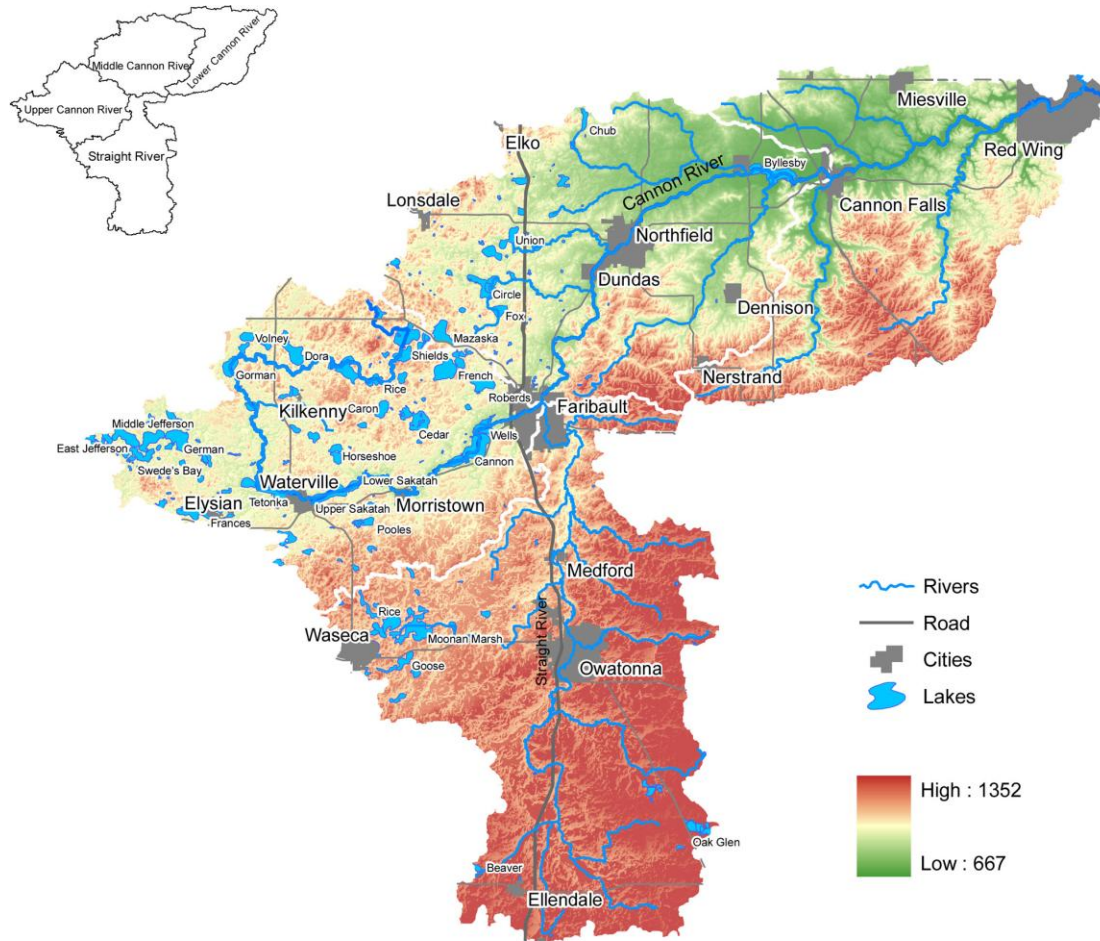 Middle Cannon River
Lower Cannon River
Upper Cannon River
Straight River
Miesville
Red Wing
Chub
Elko
Byllesby
Cannon River
Cannon Falls
Lonsdale
Northfield
Union
Dundas
Circle
Dennison
Fox
Mazaska
Volney
Shields
Dora
French
Nerstrand
Gorman
Rice
Roberds
Kilkenny
Caron
Faribault
Middle Jefferson
Cedar
Wells
East Jefferson
German
Horseshoe
Cannon
Swede's Bay
Waterville
Lower Sakatah
Elysian
Tetonka
Upper Sakatah
Morristown
Frances
Pooles
Medford
Rivers
Rice
Road
Waseca
Moonan Marsh
Straight River
Goose
Owatonna
Cities
Lakes
High : 1352
Oak Glen
Low : 667
Beaver
Ellendale